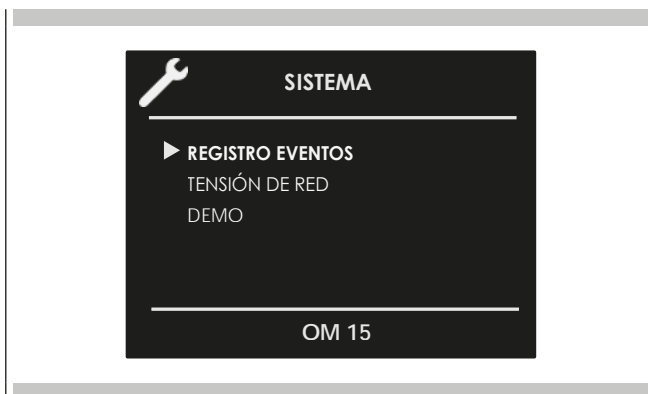 SISTEMA
REGISTRO EVENTOS
TENSIÓN DE RED
DEMO
OM 15